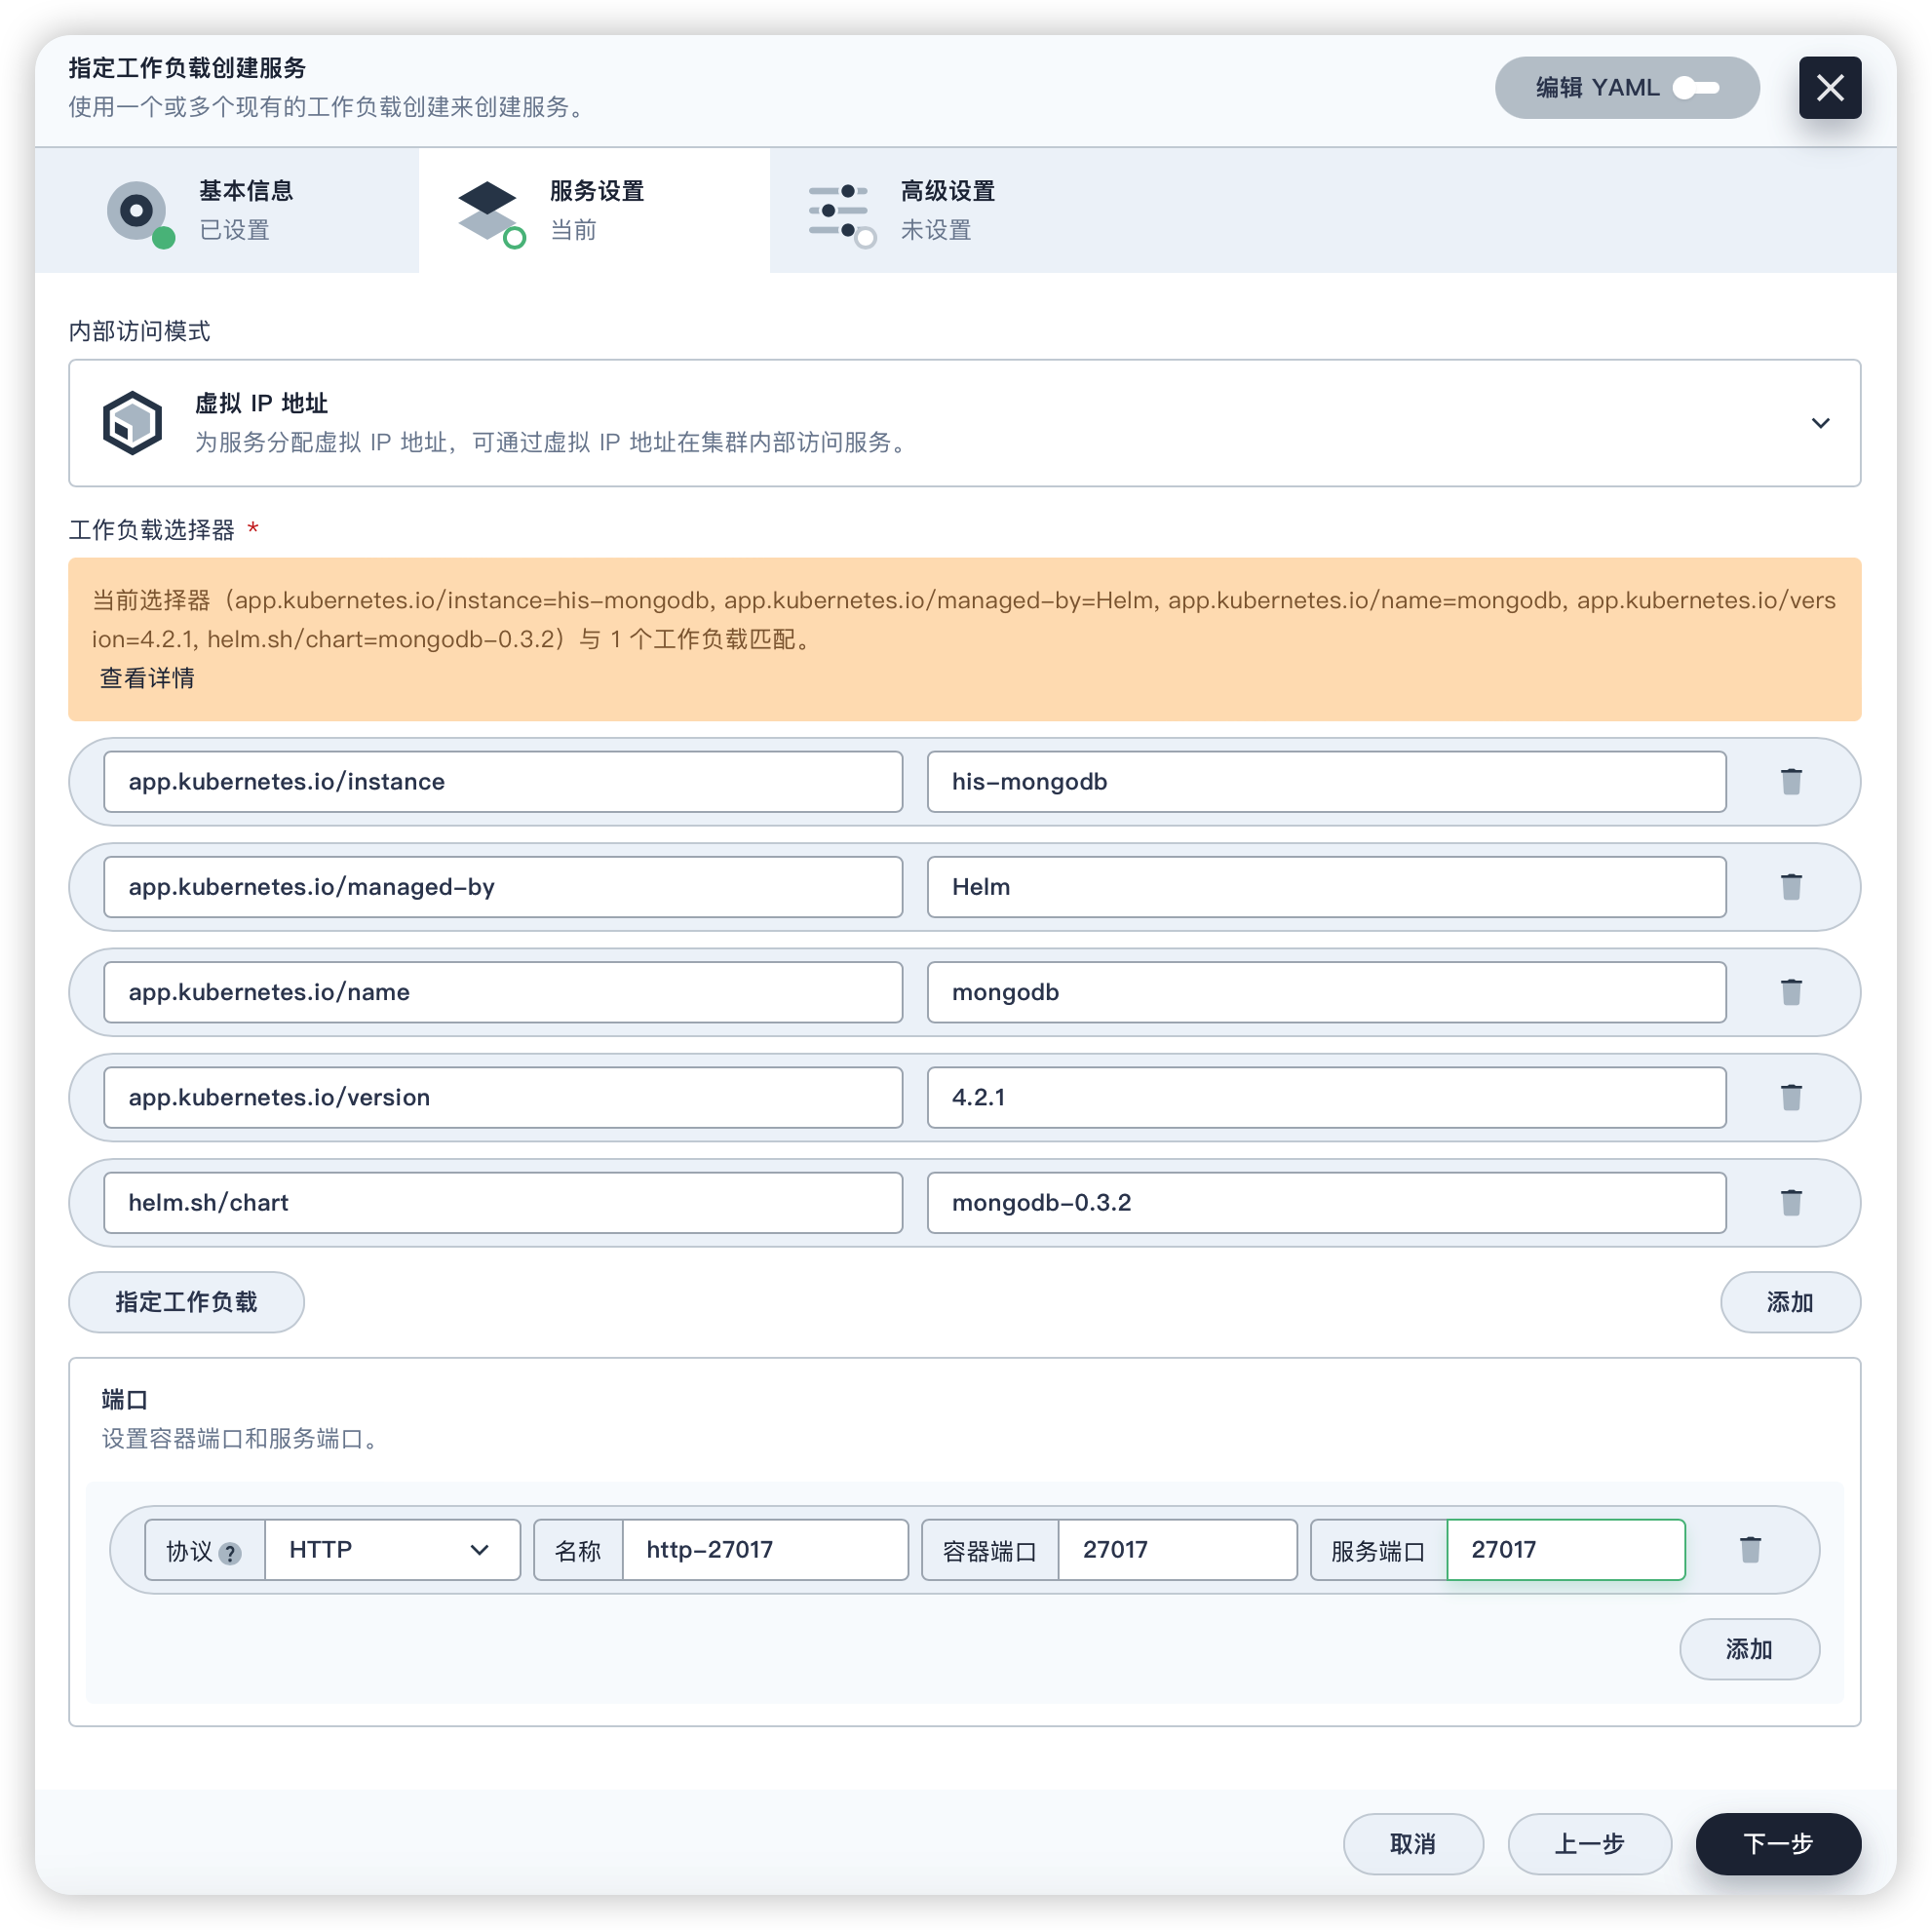 指定工作负载创建服务
使用一个或多个现有的工作负载创建来创建服务。
编辑 YAML
基本信息
已设置
服务设置
当前
高级设置
未设置
内部访问模式
虚拟 IP 地址
为服务分配虚拟 IP 地址，可通过虚拟 IP 地址在集群内部访问服务。
工作负载选择器 *
当前选择器（app.kubernetes.io/instance=his-mongodb, app.kubernetes.io/managed-by=Helm, app.kubernetes.io/name=mongodb, app.kubernetes.io/vers
ion=4.2.1, helm.sh/chart=mongodb-0.3.2）与 1 个工作负载匹配。
查看详情
app.kubernetes.io/instance his-mongodb
app.kubernetes.io/managed-by Helm
app.kubernetes.io/name mongodb
app.kubernetes.io/version 4.2.1
helm.sh/chart mongodb-0.3.2
指定工作负载 添加
端口
设置容器端口和服务端口。
协议 ? HTTP 名称 http-27017 容器端口 27017 服务端口 27017
添加
取消 上一步 下一步